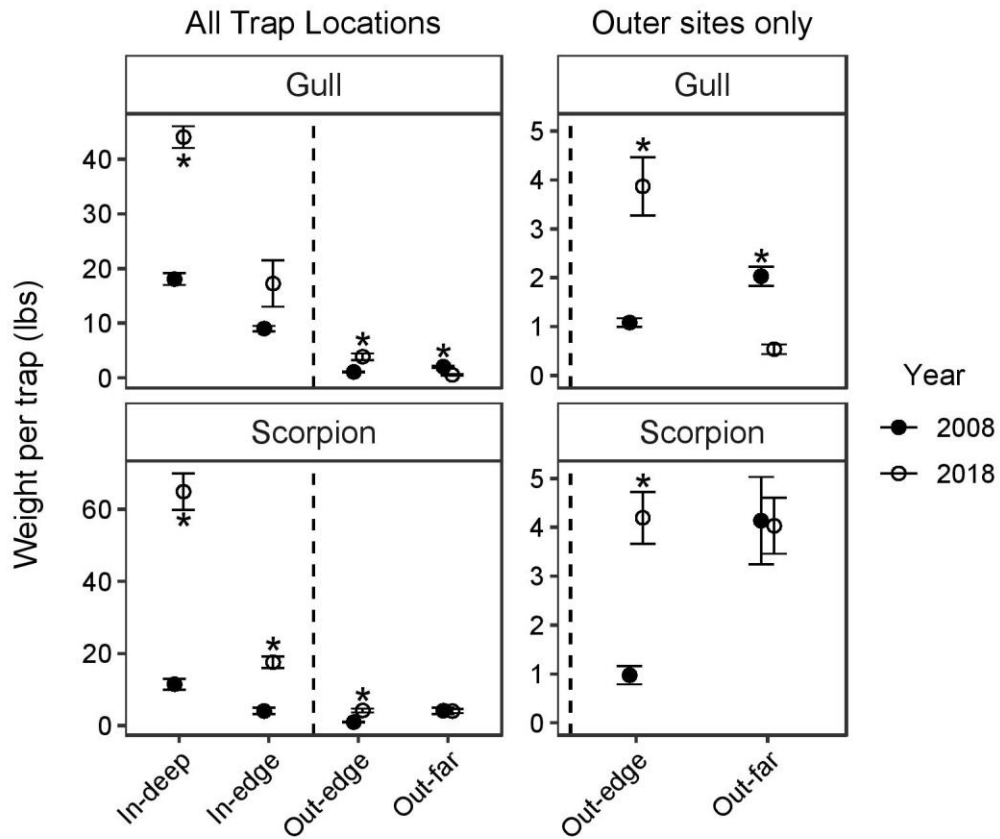 All Trap Locations
Outer sites only
Gull
Gull
40
30
20
10
0
*
*
*
5
4
3
2
1
0
*
*
Weight per trap (lbs)
Year
2008
2018
Scorpion
Scorpion
60
40
20
0
*
*
*
5
4
3
2
1
0
*
In-deep
In-edge
Out-edge
Out-far
Out-edge
Out-far